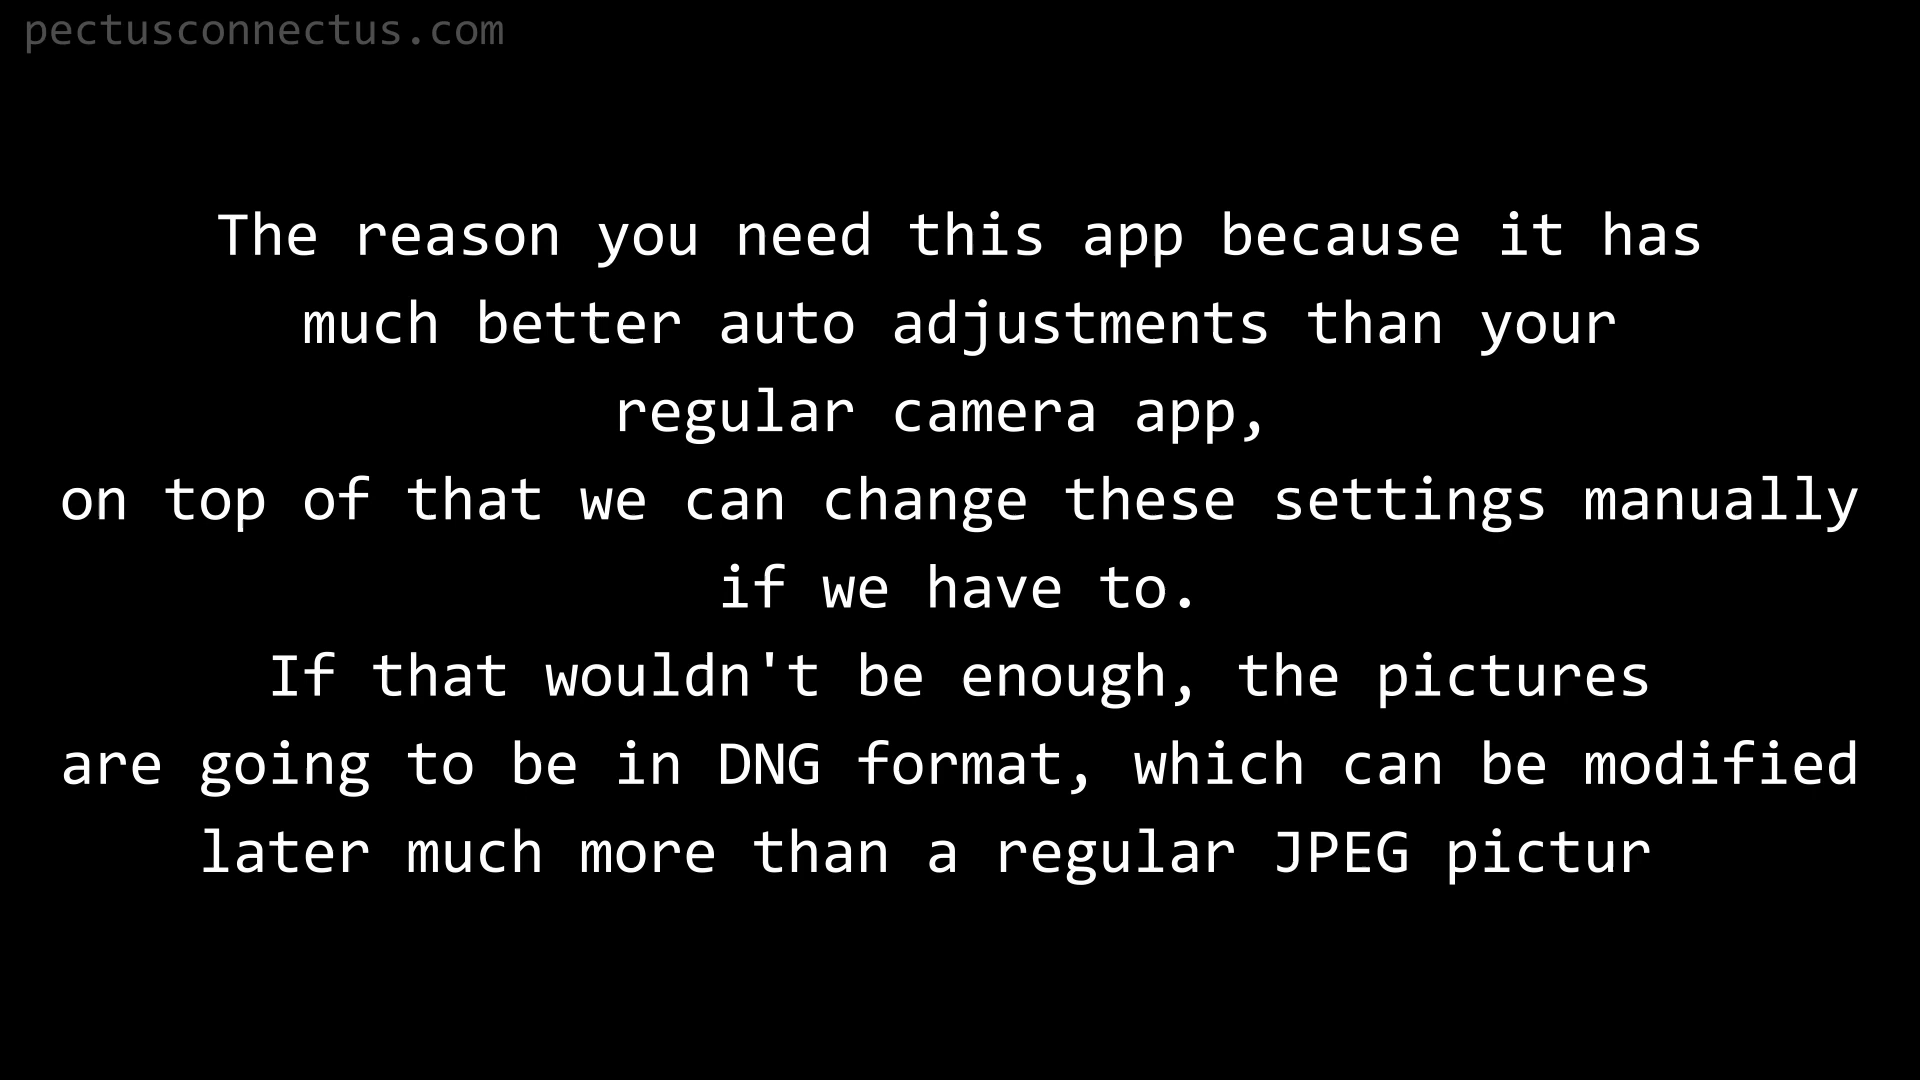 pectusconnectus.com
The reason you need this app because it has
much better auto adjustments than your
regular camera app,
on top of that we can change these settings manually
if we have to.
If that wouldn't be enough, the pictures
are going to be in DNG format, which can be modified
later much more than a regular JPEG pictur